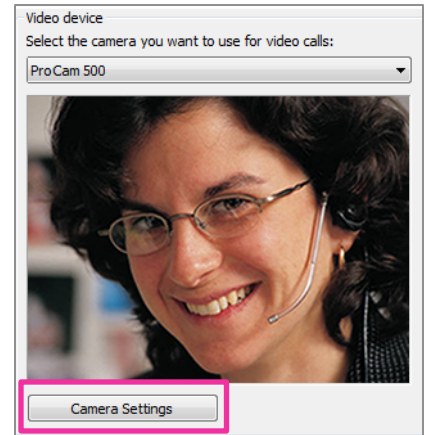 Video device
Select the camera you want to use for video calls:
ProCam 500
Camera Settings